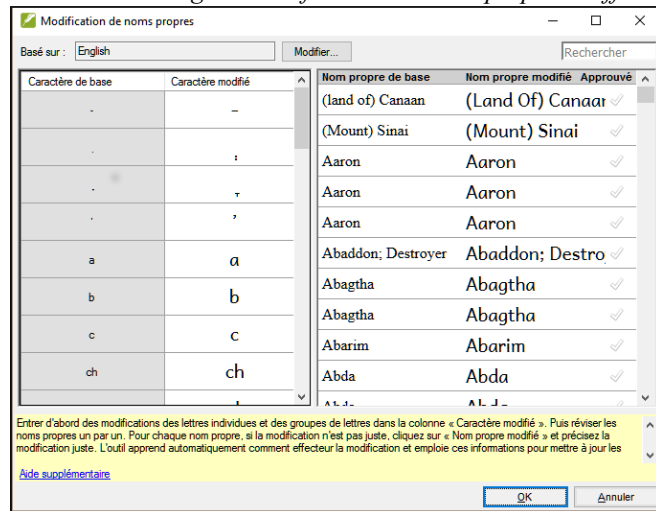 Modification de noms propres
Basé sur : English Modifier... Rechercher
Caractère de base Caractère modifié
- –
. :
. ,
a a
b b
c c
ch ch
Nom propre de base Nom propre modifié Approuvé
(land of) Canaan (Land Of) Canaan
(Mount) Sinai (Mount) Sinai
Aaron Aaron
Aaron Aaron
Aaron Aaron
Abaddon; Destroyer Abaddon; Destro
Abagtha Abagtha
Abagtha Abagtha
Abarim Abarim
Abda Abda
Entrer d'abord des modifications des lettres individues et des groupes de lettres dans la colonne « Caractère modifié ». Puis réviser les
noms propres un par un. Pour chaque nom propre, si la modification n'est pas juste, cliquez sur « Nom propre modifié » et précisez la
modification juste. L'outil apprend automatiquement comment effecteur la modification et emploie ces informations pour mettre à jour les
Aide supplémentaire
OK Annuler